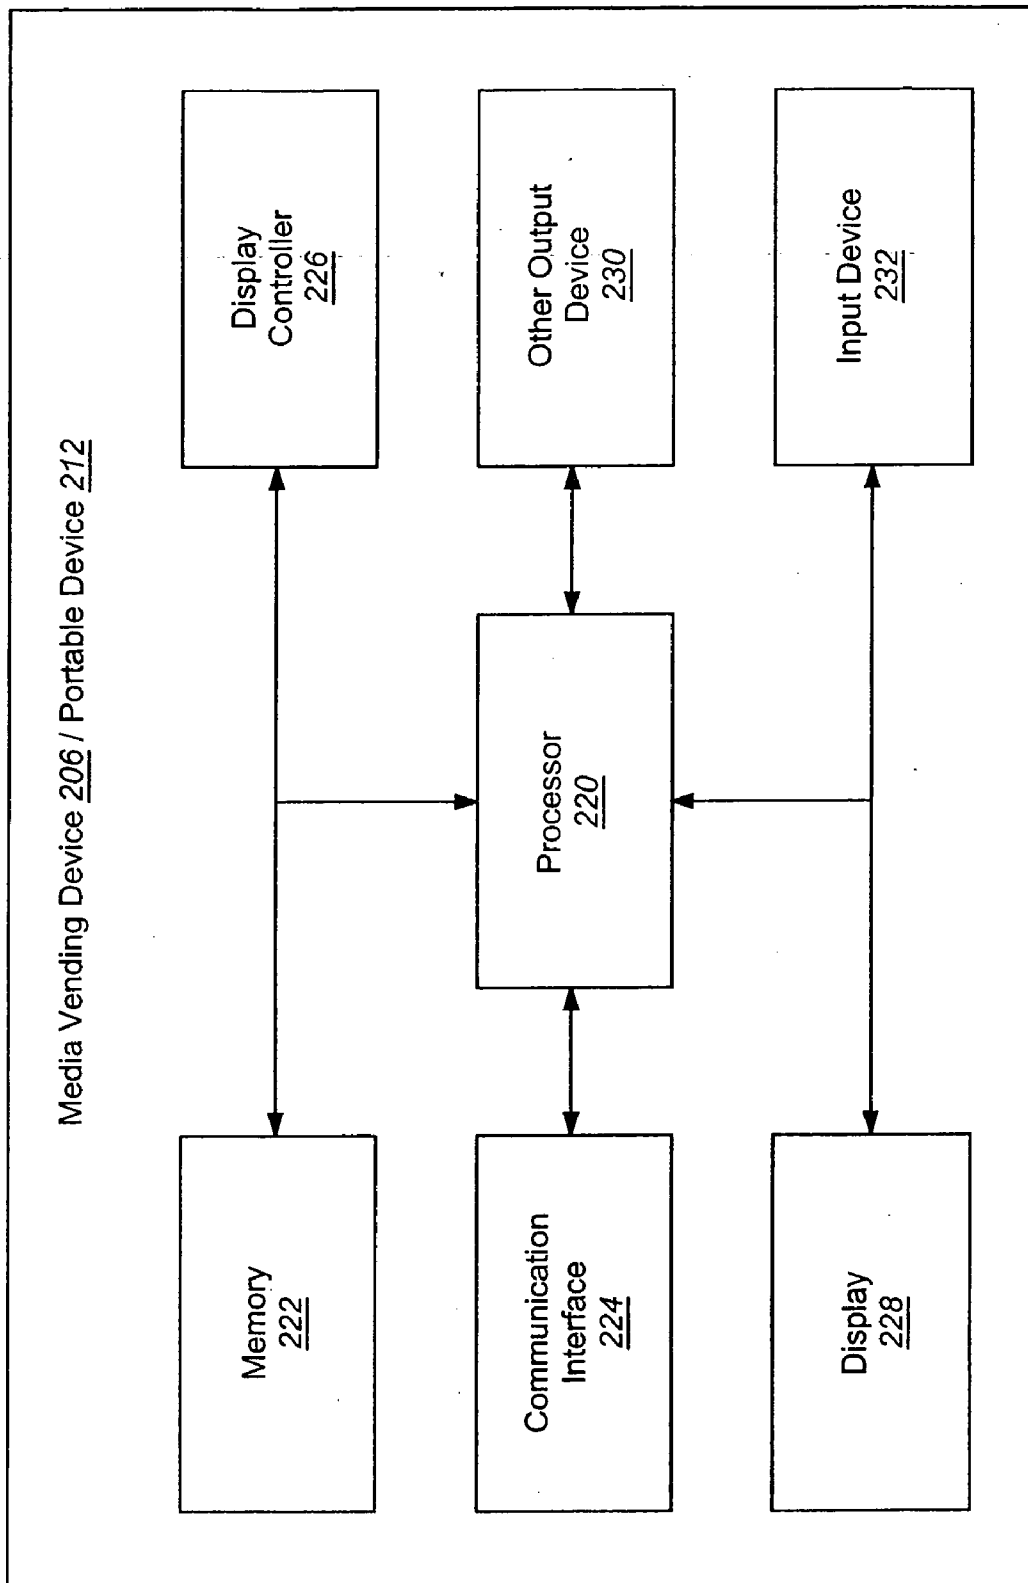 Media Vending Device 206 / Portable Device 212
Memory
222
Display
Controller
226
Communication
Interface
224
Processor
220
Other Output
Device
230
Display
228
Input Device
232